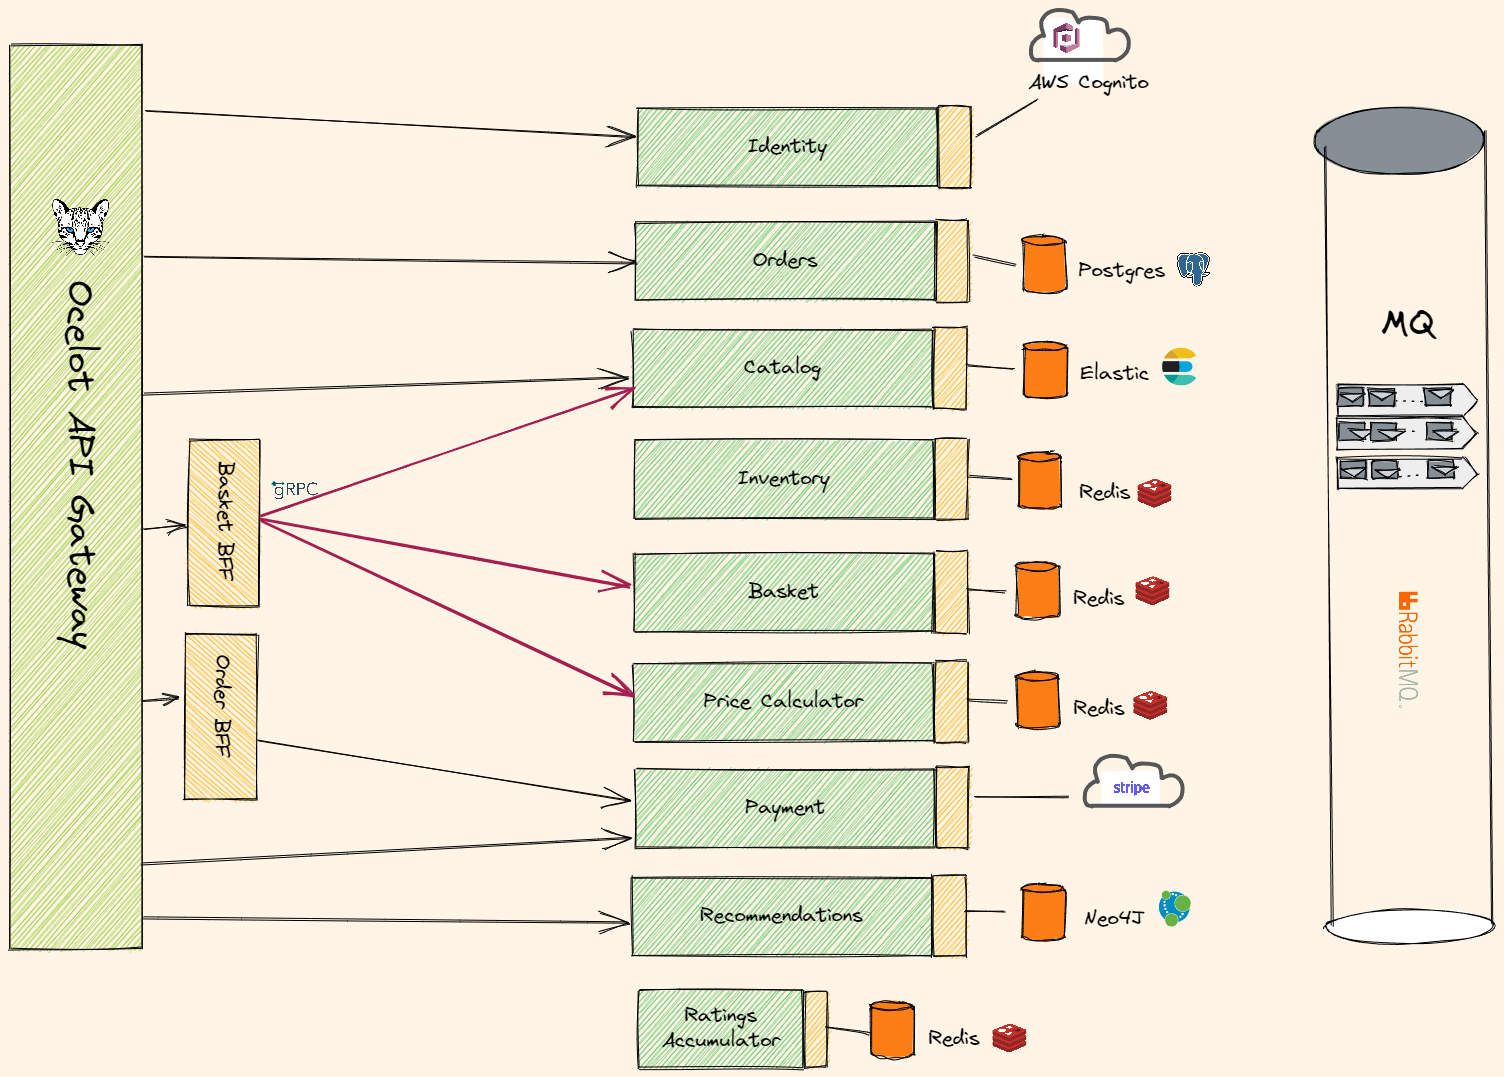 AWS Cognito
Identity
Orders
Postgres
Catalog
Elastic
Ocelot API Gateway
Basket BFF
gRPC
Inventory
Redis
Basket
Redis
Order BFF
Price Calculator
Redis
Payment
stripe
Recommendations
Neo4J
Ratings
Accumulator
Redis
MQ
RabbitMQ